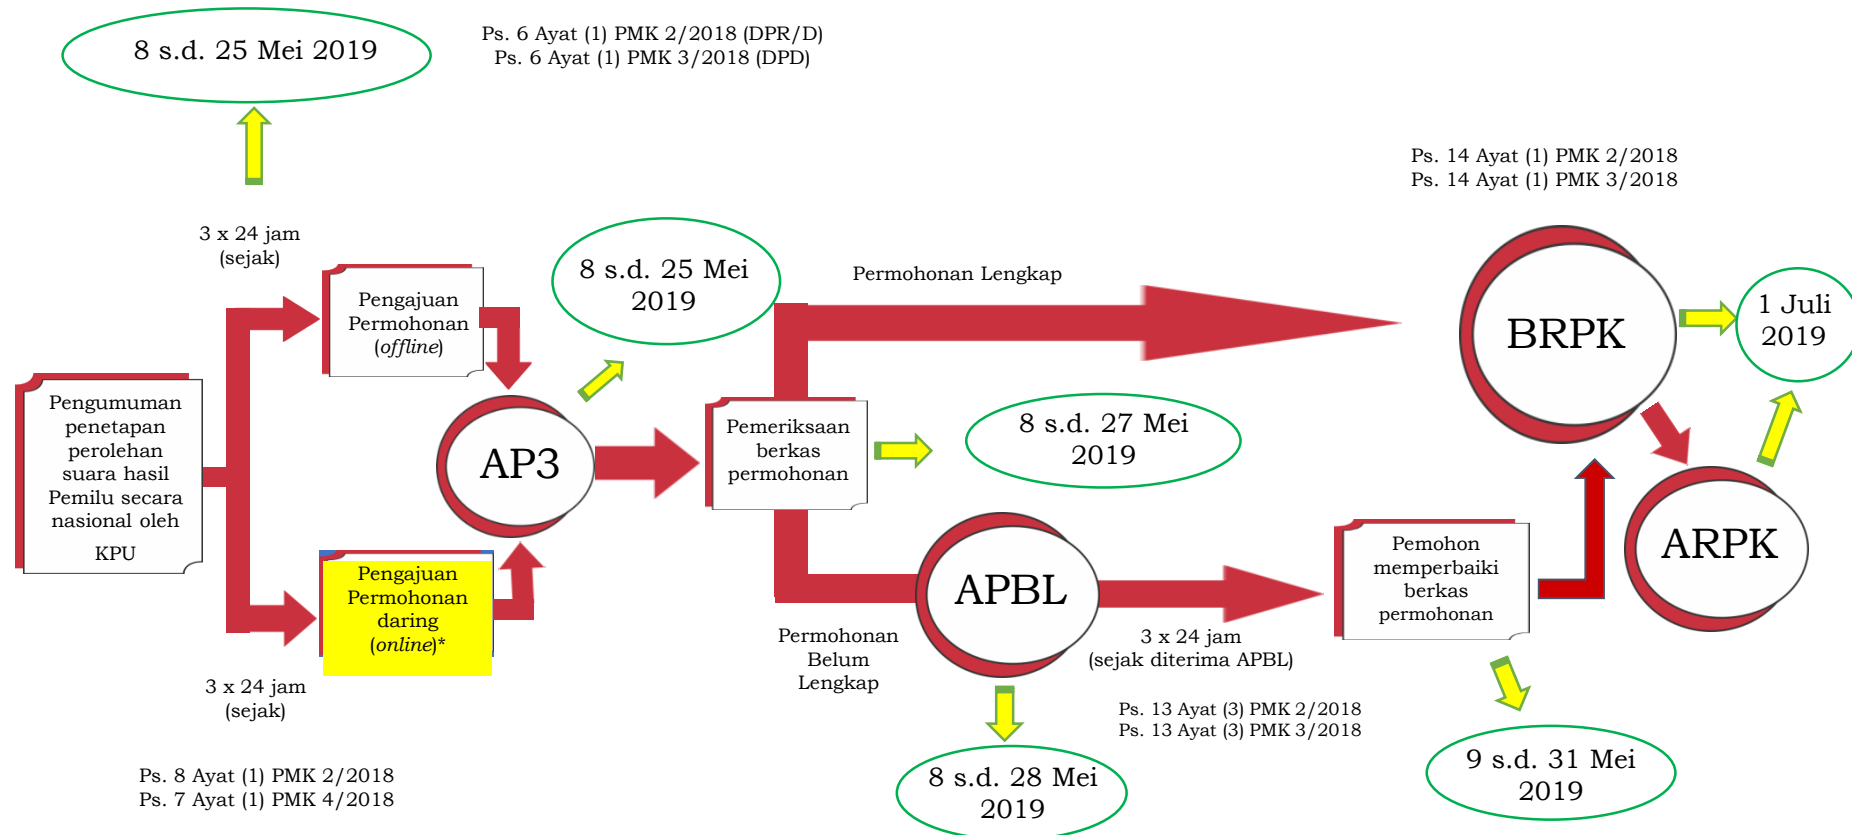 8 s.d. 25 Mei 2019
Ps. 6 Ayat (1) PMK 2/2018 (DPR/D)
Ps. 6 Ayat (1) PMK 3/2018 (DPD)
Ps. 14 Ayat (1) PMK 2/2018
Ps. 14 Ayat (1) PMK 3/2018
3 x 24 jam
(sejak)
Pengajuan
Permohonan
(offline)
8 s.d. 25 Mei
2019
Permohonan Lengkap
BRPK
1 Juli
2019
Pengumuman
penetapan
perolehan
suara hasil
Pemilu secara
nasional oleh
KPU
AP3
Pemeriksaan
berkas
permohonan
8 s.d. 27 Mei
2019
Pengajuan
Permohonan
daring
(online)*
APBL
Pemohon
memperbaiki
berkas
permohonan
ARPK
3 x 24 jam
(sejak)
Permohonan
Belum
Lengkap
3 x 24 jam
(sejak diterima APBL)
Ps. 13 Ayat (3) PMK 2/2018
Ps. 13 Ayat (3) PMK 3/2018
Ps. 8 Ayat (1) PMK 2/2018
Ps. 7 Ayat (1) PMK 4/2018
8 s.d. 28 Mei
2019
9 s.d. 31 Mei
2019